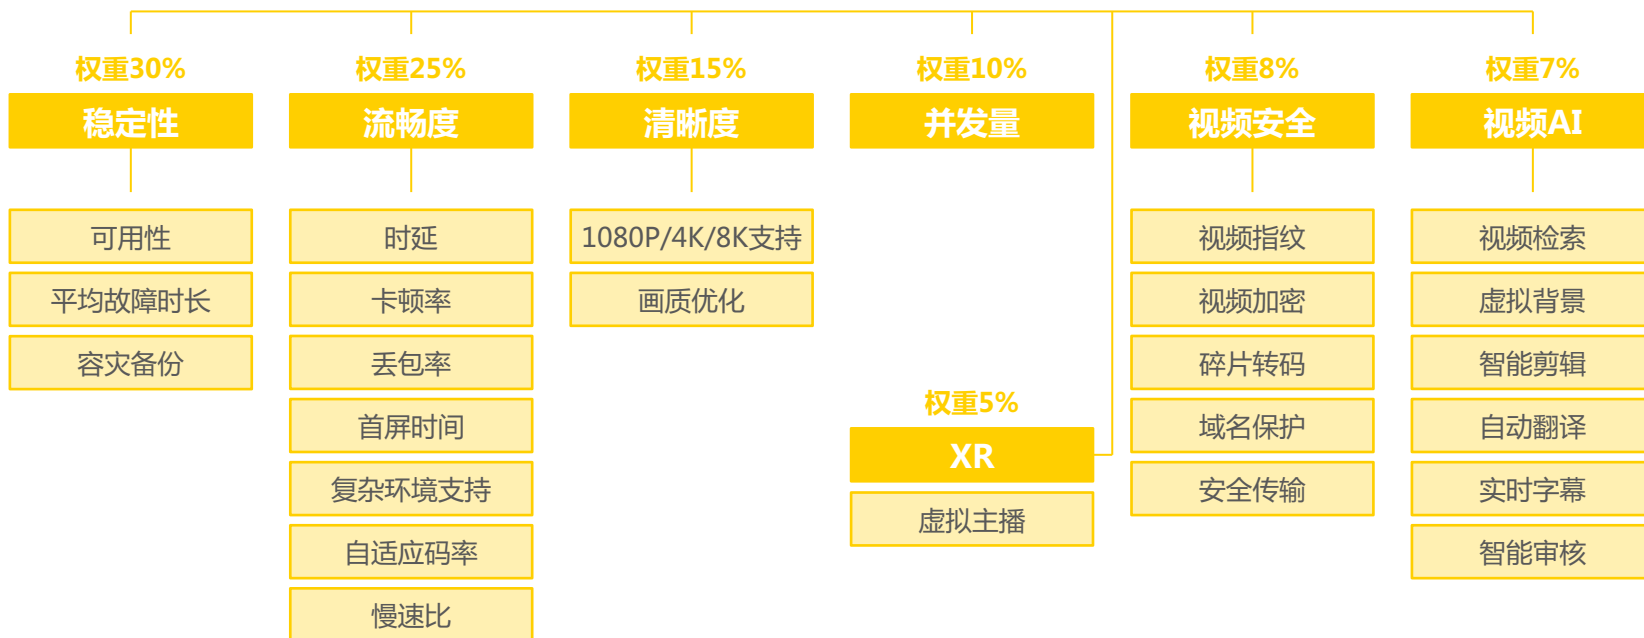 权重30%
稳定性
可用性
平均故障时长
容灾备份
权重25%
流畅度
时延
卡顿率
丢包率
首屏时间
复杂环境支持
自适应码率
慢速比
权重15%
清晰度
1080P/4K/8K支持
画质优化
权重10%
并发量
权重5%
XR
虚拟主播
权重8%
视频安全
视频指纹
视频加密
碎片转码
域名保护
安全传输
权重7%
视频AI
视频检索
虚拟背景
智能剪辑
自动翻译
实时字幕
智能审核